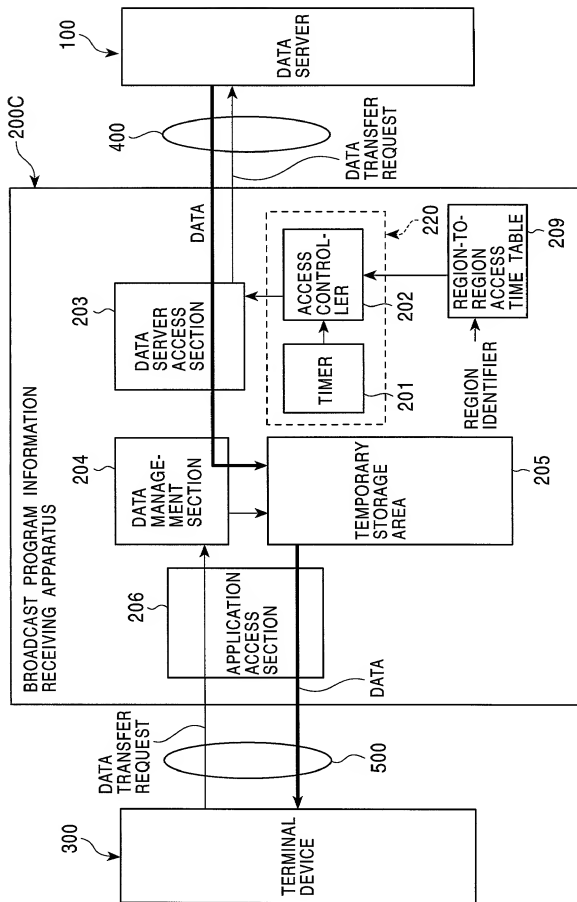 BROADCAST PROGRAM INFORMATION
RECEIVING APPARATUS
200C
300
TERMINAL
DEVICE
DATA TRANSFER
REQUEST
500
DATA
206
APPLICATION
ACCESS
SECTION
204
DATA
MANAGE-
MENT
SECTION
TEMPORARY
STORAGE
AREA
205
203
DATA SERVER
ACCESS
SECTION
DATA
TIMER
201
ACCESS
CONTROL-
LER
202
220
REGION
IDENTIFIER
REGION-TO-
REGION
ACCESS
TIME TABLE
209
400
DATA
TRANSFER
REQUEST
100
DATA
SERVER